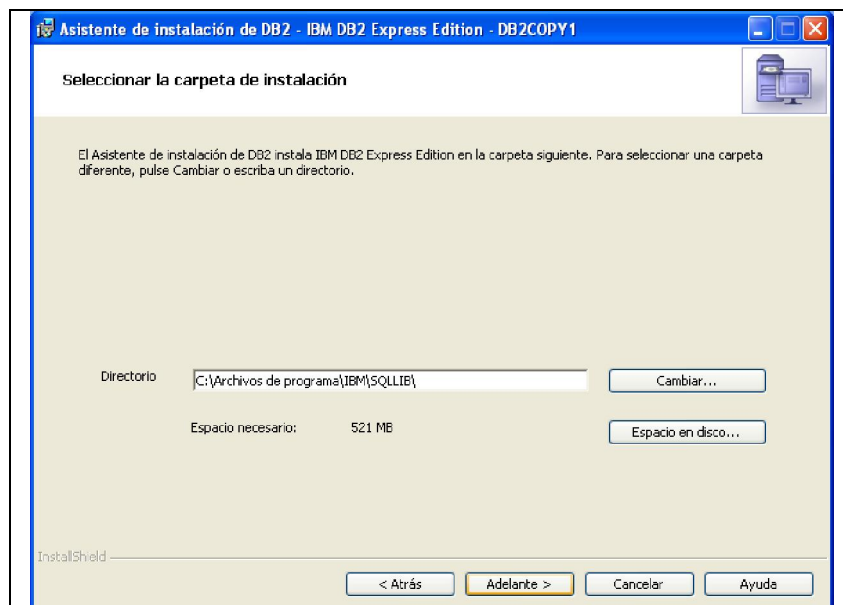 Asistente de instalación de DB2 - IBM DB2 Express Edition - DB2COPY1
Seleccionar la carpeta de instalación
El Asistente de instalación de DB2 instala IBM DB2 Express Edition en la carpeta siguiente. Para seleccionar una carpeta
diferente, pulse Cambiar o escriba un directorio.
Directorio C:\Archivos de programa\IBM\SQLLIB\ Cambiar...
Espacio necesario: 521 MB Espacio en disco...
InstallShield
< Atrás Adelante > Cancelar Ayuda